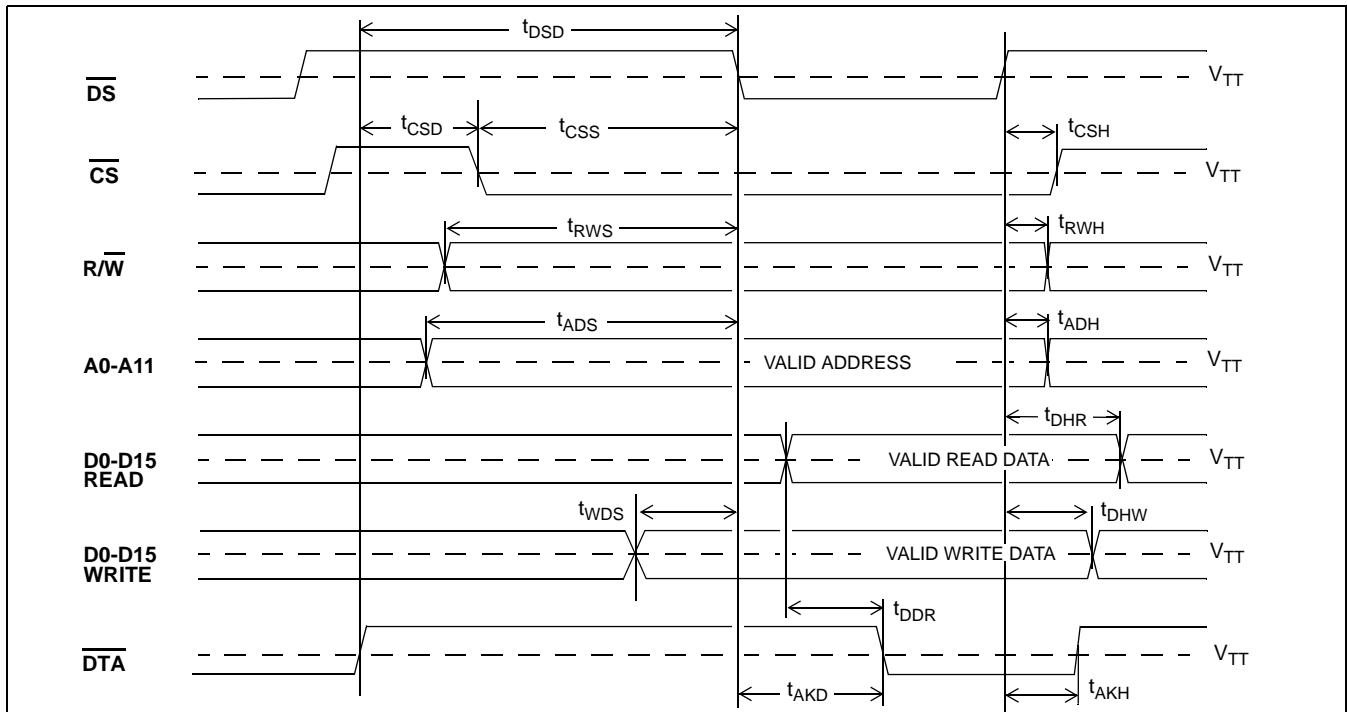 tDSD
DS VTT
tCSD tCSS tCSH
CS VTT
tRWS tRWH
R/W VTT
tADS tADH
A0-A11 VALID ADDRESS VTT
tDHR
D0-D15
READ VALID READ DATA VTT
tWDS tDHW
D0-D15
WRITE VALID WRITE DATA VTT
tDDR
DTA VTT
tAKD tAKH